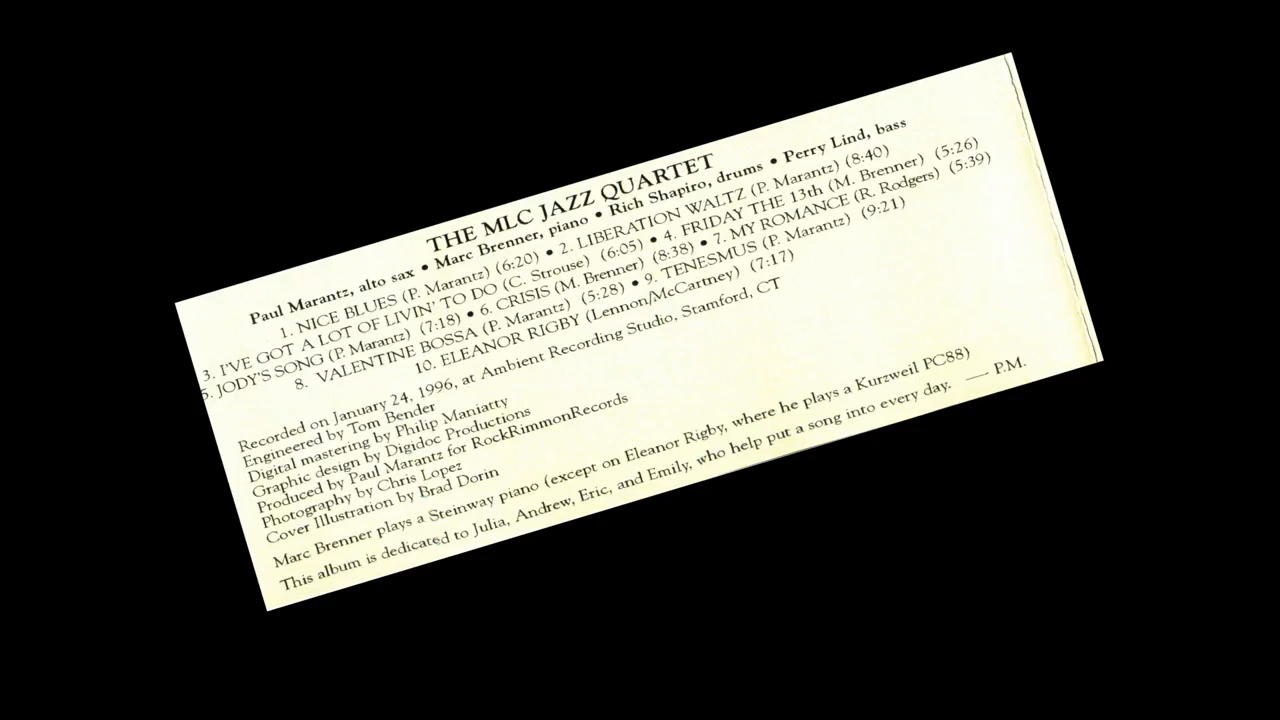 THE MLC JAZZ QUARTET
Paul Marantz, alto sax • Marc Brenner, piano • Rich Shapiro, drums • Perry Lind, bass
1. NICE BLUES (P. Marantz) (6:20) • 2. LIBERATION WALTZ (P. Marantz) (8:40)
3. I'VE GOT A LOT OF LIVIN' TO DO (C. Strouse) (6:05) • 4. FRIDAY THE 13th (M. Brenner) (5:26)
5. JODY'S SONG (P. Marantz) (7:18) • 6. CRISIS (M. Brenner) (8:38) • 7. MY ROMANCE (R. Rodgers) (5:39)
8. VALENTINE BOSSA (P. Marantz) (5:28) • 9. TENESMUS (P. Marantz) (9:21)
10. ELEANOR RIGBY (Lennon/McCartney) (7:17)
Recorded on January 24, 1996, at Ambient Recording Studio, Stamford, CT
Engineered by Tom Bender
Digital mastering by Philip Maniatty
Graphic design by Digidoc Productions
Produced by Paul Marantz for RockRimmonRecords
Photography by Chris Lopez
Cover Illustration by Brad Dorin
Marc Brenner plays a Steinway piano (except on Eleanor Rigby, where he plays a Kurzweil PC88)
This album is dedicated to Julia, Andrew, Eric, and Emily, who help put a song into every day. — P.M.